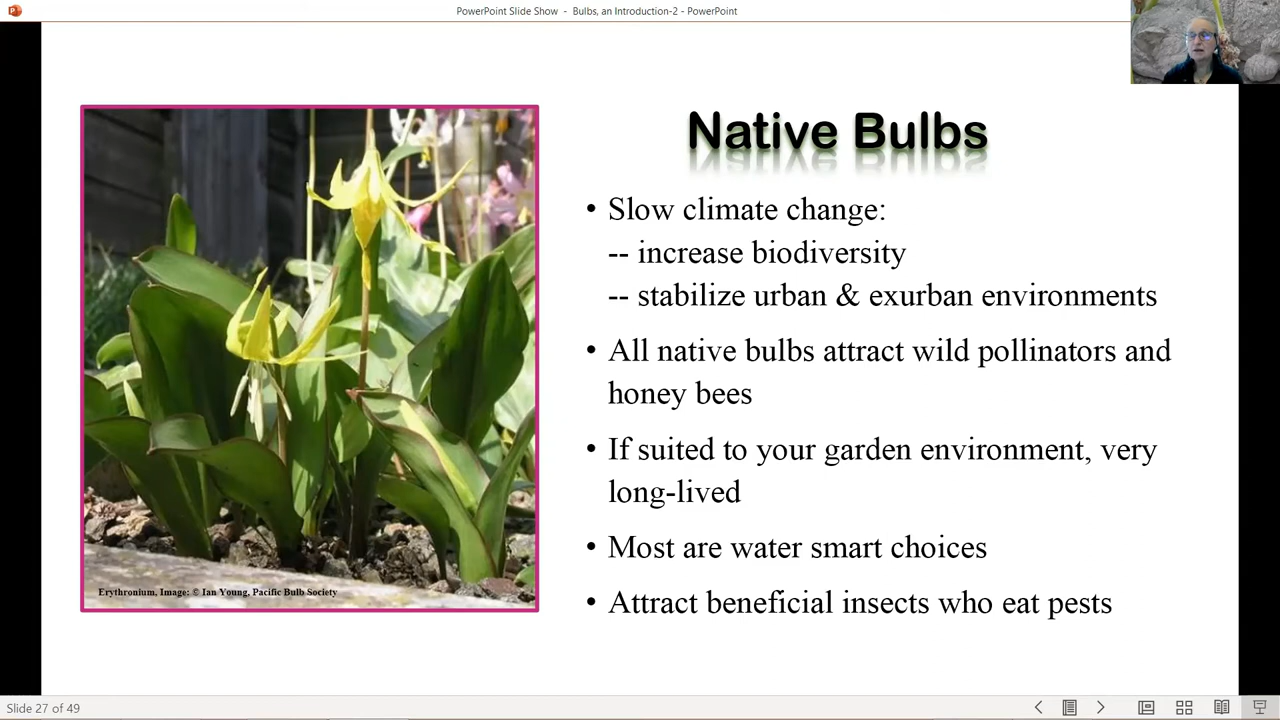 PowerPoint Slide Show - Bulbs, an Introduction-2 - PowerPoint
Native Bulbs
• Slow climate change:
-- increase biodiversity
-- stabilize urban & exurban environments
• All native bulbs attract wild pollinators and
honey bees
• If suited to your garden environment, very
long-lived
• Most are water smart choices
• Attract beneficial insects who eat pests
Erythronium, Image: © Ian Young, Pacific Bulb Society
Slide 27 of 49